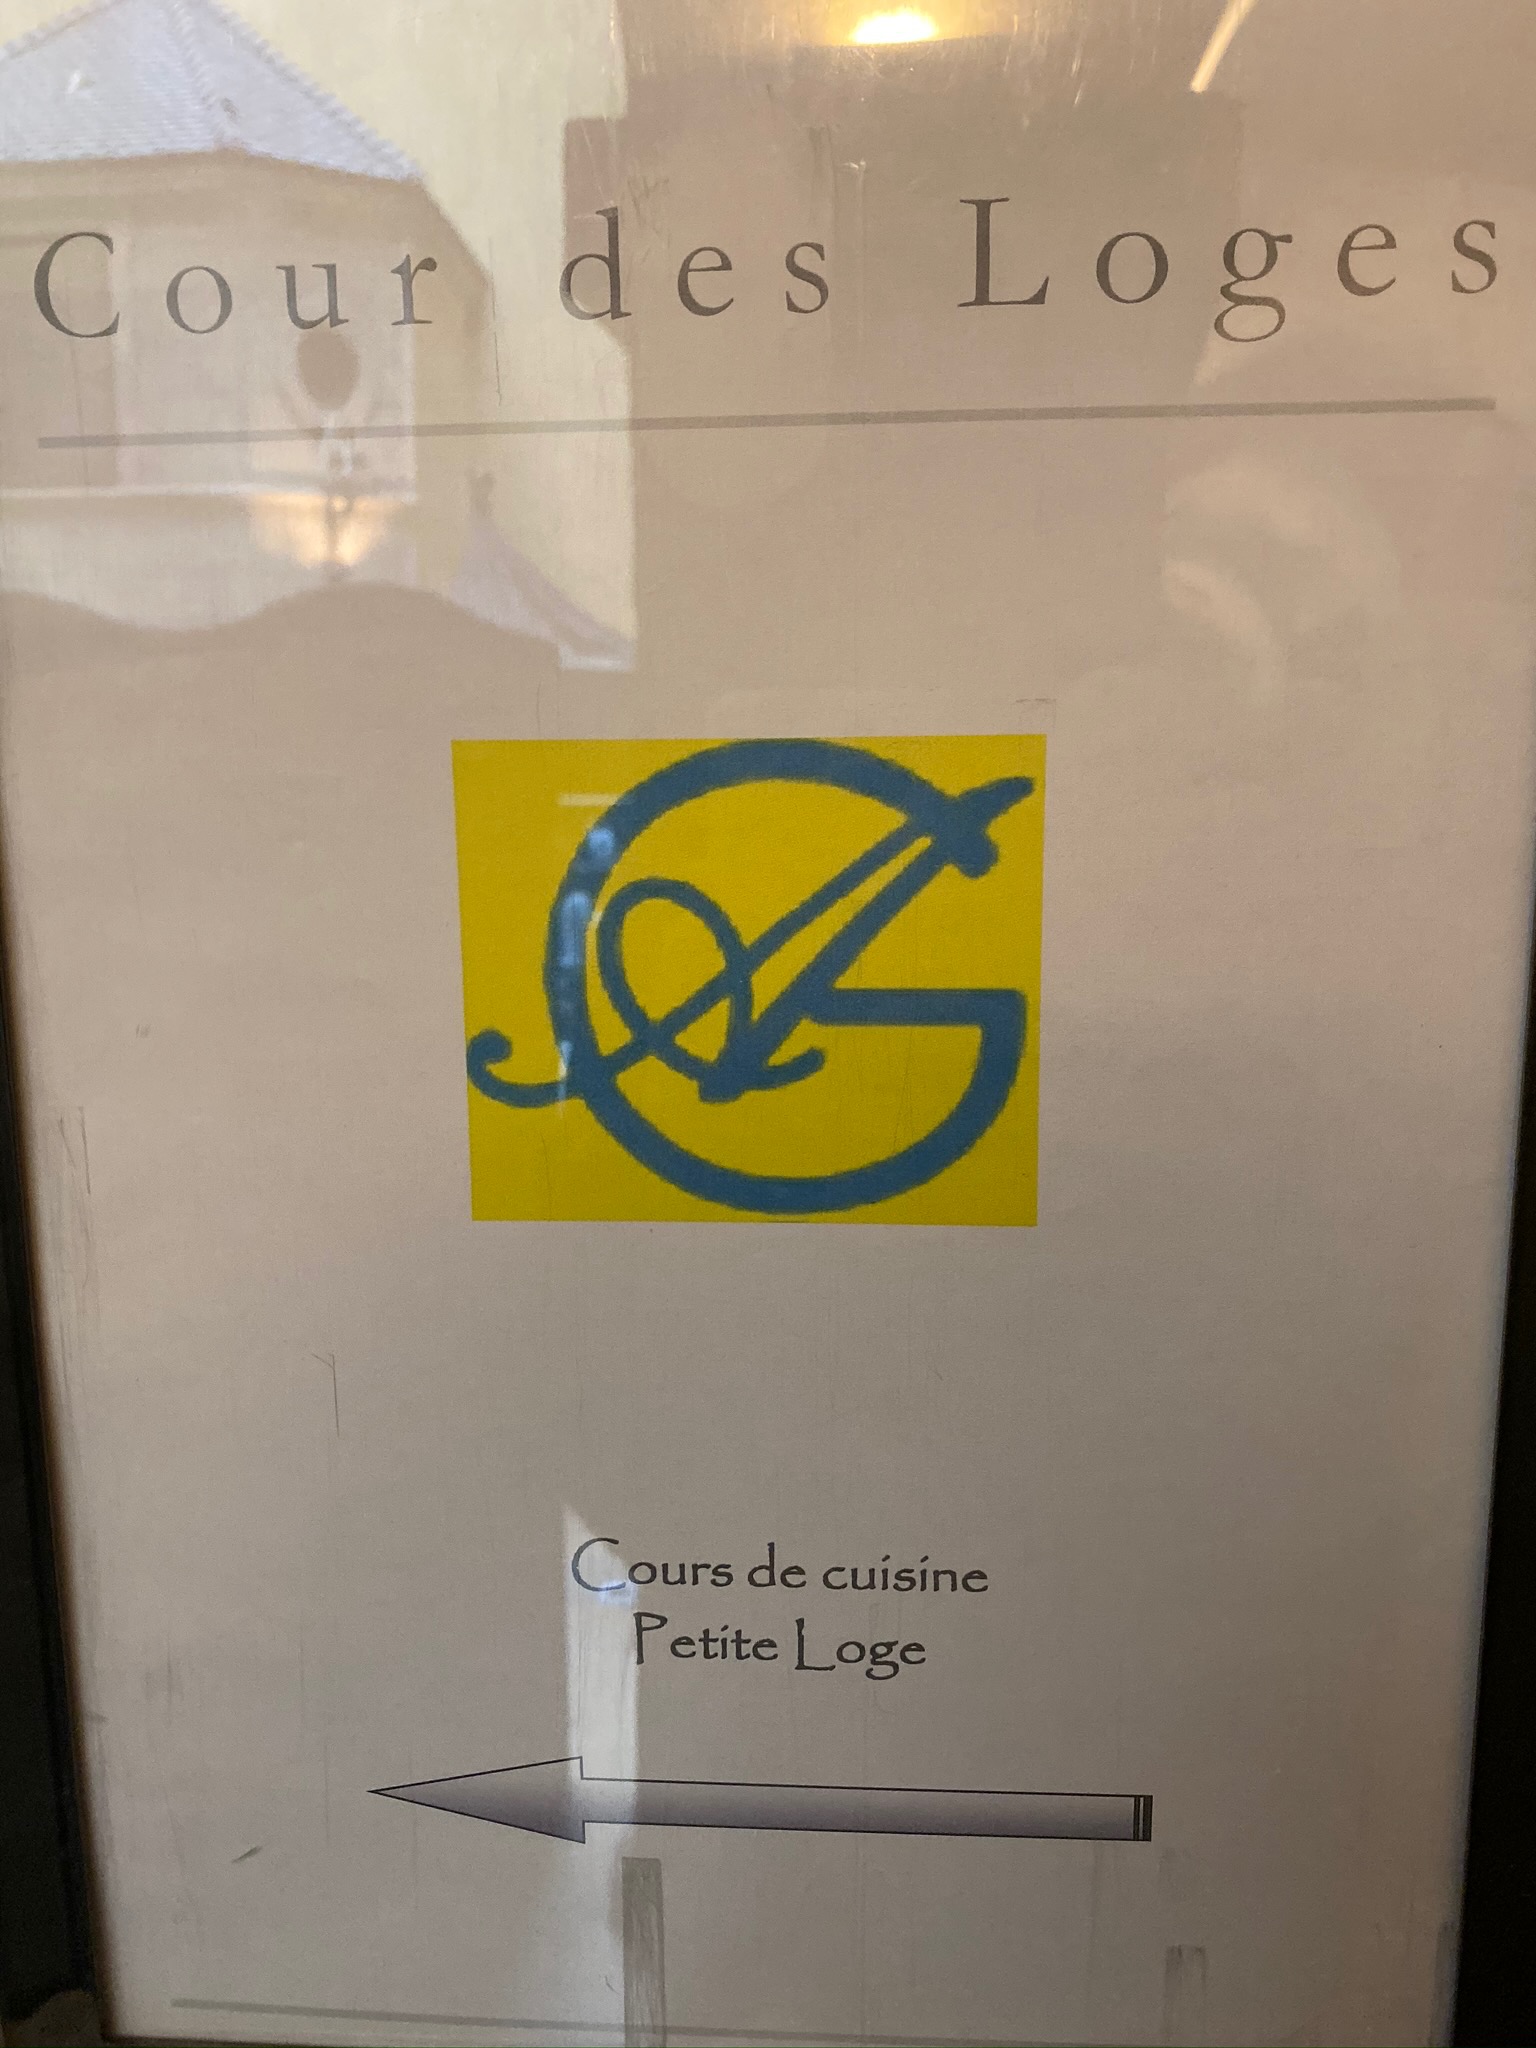 Cour des Loges
Cours de cuisine
Petite Loge